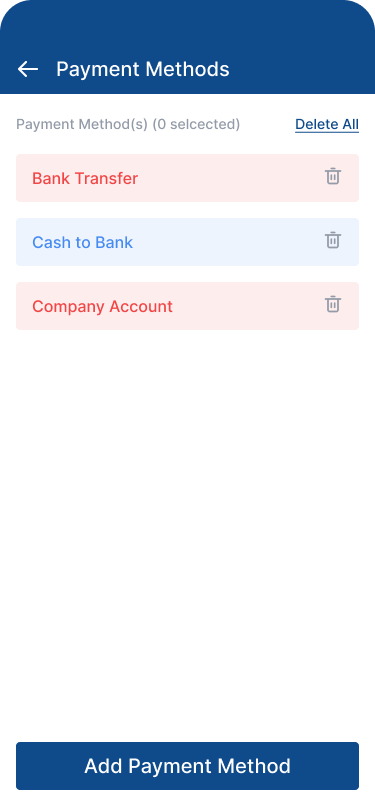 Payment Methods
Payment Method(s) (0 selcected)
Delete All
Bank Transfer
Cash to Bank
Company Account
Add Payment Method